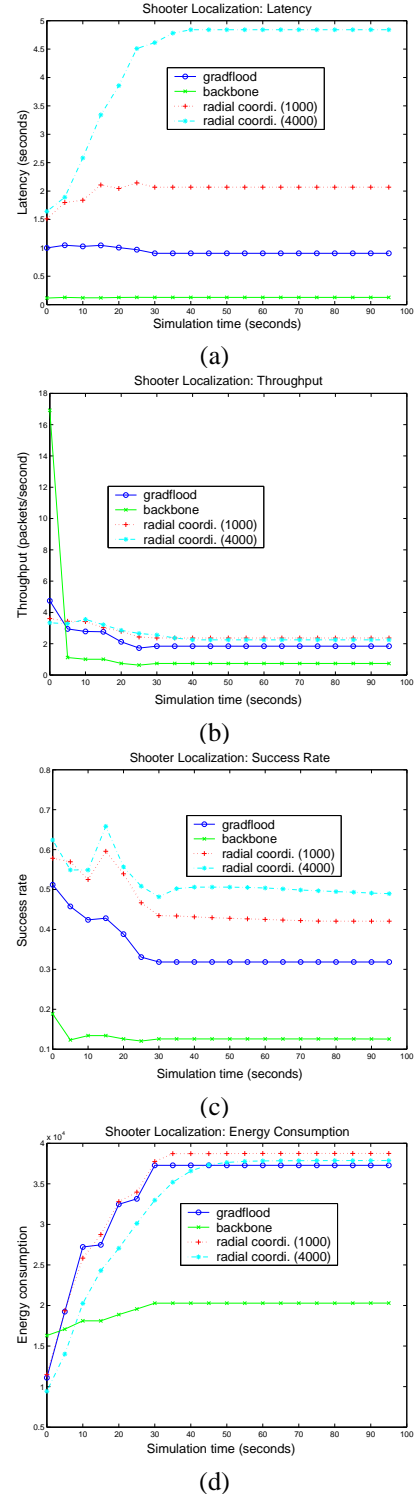 Shooter Localization: Latency
5
4.5
4
3.5
3
2.5
2
1.5
1
0.5
0
Latency (seconds)
gradflood
backbone
radial coordi. (1000)
radial coordi. (4000)
0 10 20 30 40 50 60 70 80 90 100
Simulation time (seconds)
(a)
Shooter Localization: Throughput
18
16
14
12
10
8
6
4
2
0
Throughput (packets/second)
gradflood
backbone
radial coordi. (1000)
radial coordi. (4000)
0 10 20 30 40 50 60 70 80 90 100
Simulation time (seconds)
(b)
Shooter Localization: Success Rate
0.8
0.7
0.6
0.5
0.4
0.3
0.2
0.1
Success rate
gradflood
backbone
radial coordi. (1000)
radial coordi. (4000)
0 10 20 30 40 50 60 70 80 90 100
Simulation time (seconds)
(c)
Shooter Localization: Energy Consumption
x 10^4
4
3.5
3
2.5
2
1.5
1
0.5
Energy consumption
gradflood
backbone
radial coordi. (1000)
radial coordi. (4000)
0 10 20 30 40 50 60 70 80 90 100
Simulation time (seconds)
(d)